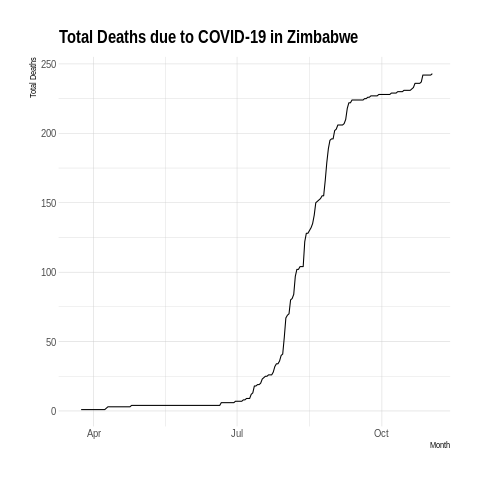 Total Deaths due to COVID-19 in Zimbabwe
Total Deaths
250
200
150
100
50
0
Apr
Jul
Oct
Month